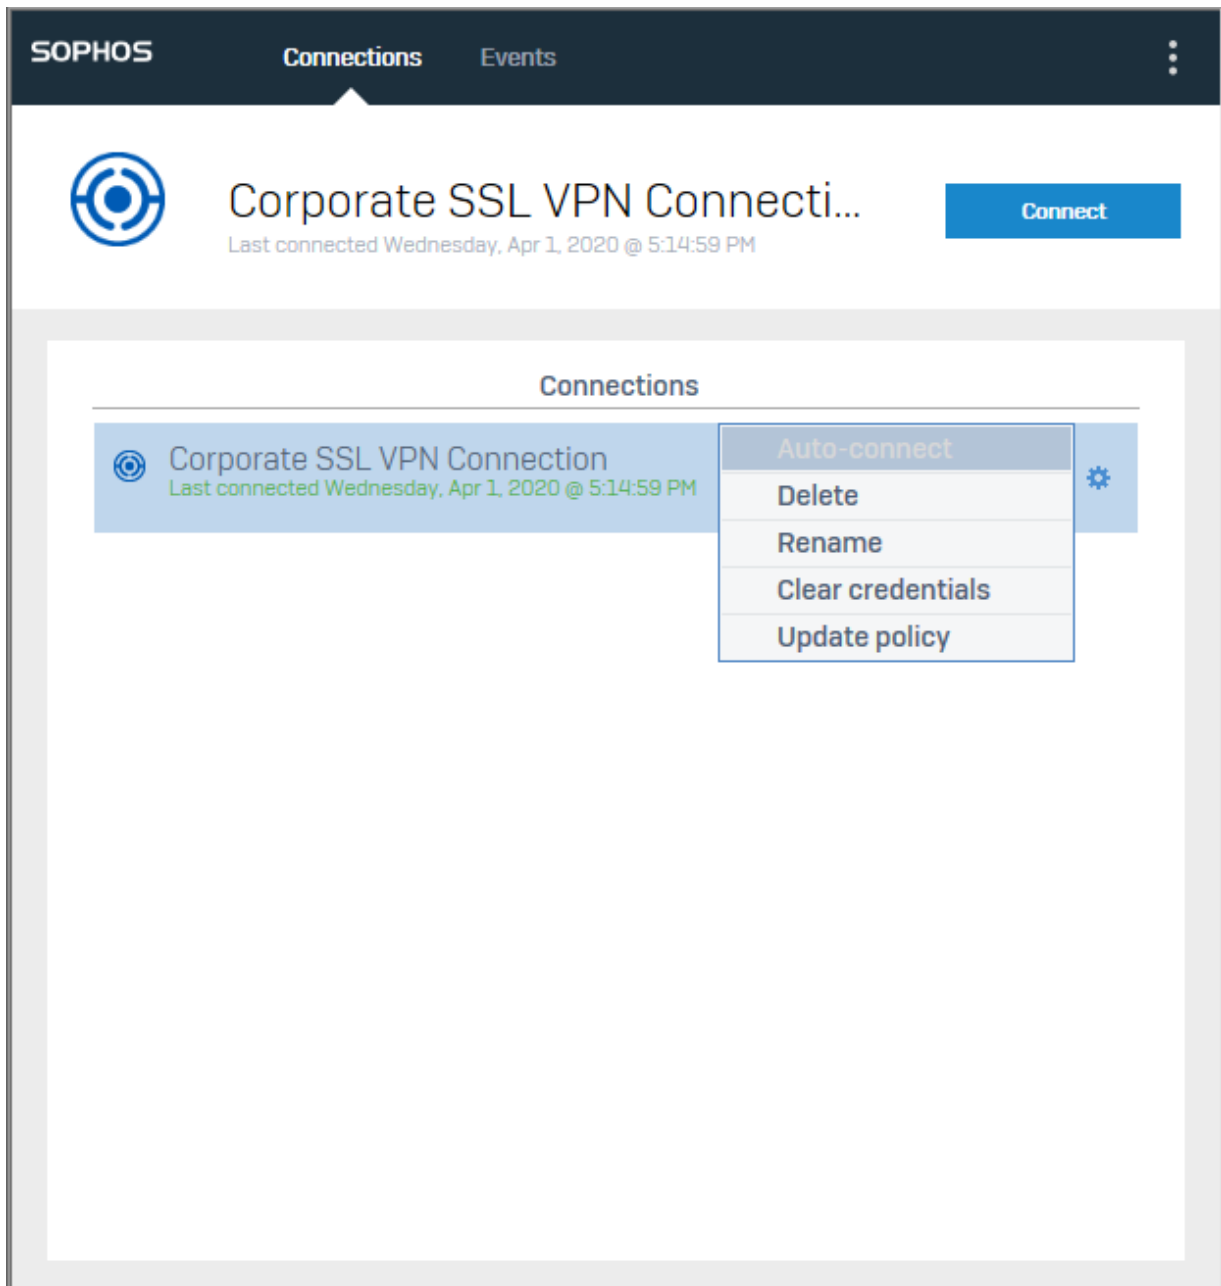 SOPHOS
Connections
Events
Corporate SSL VPN Connecti...
Last connected Wednesday, Apr 1, 2020 @ 5:14:59 PM
Connect
Connections
Corporate SSL VPN Connection
Last connected Wednesday, Apr 1, 2020 @ 5:14:59 PM
Auto-connect
Delete
Rename
Clear credentials
Update policy